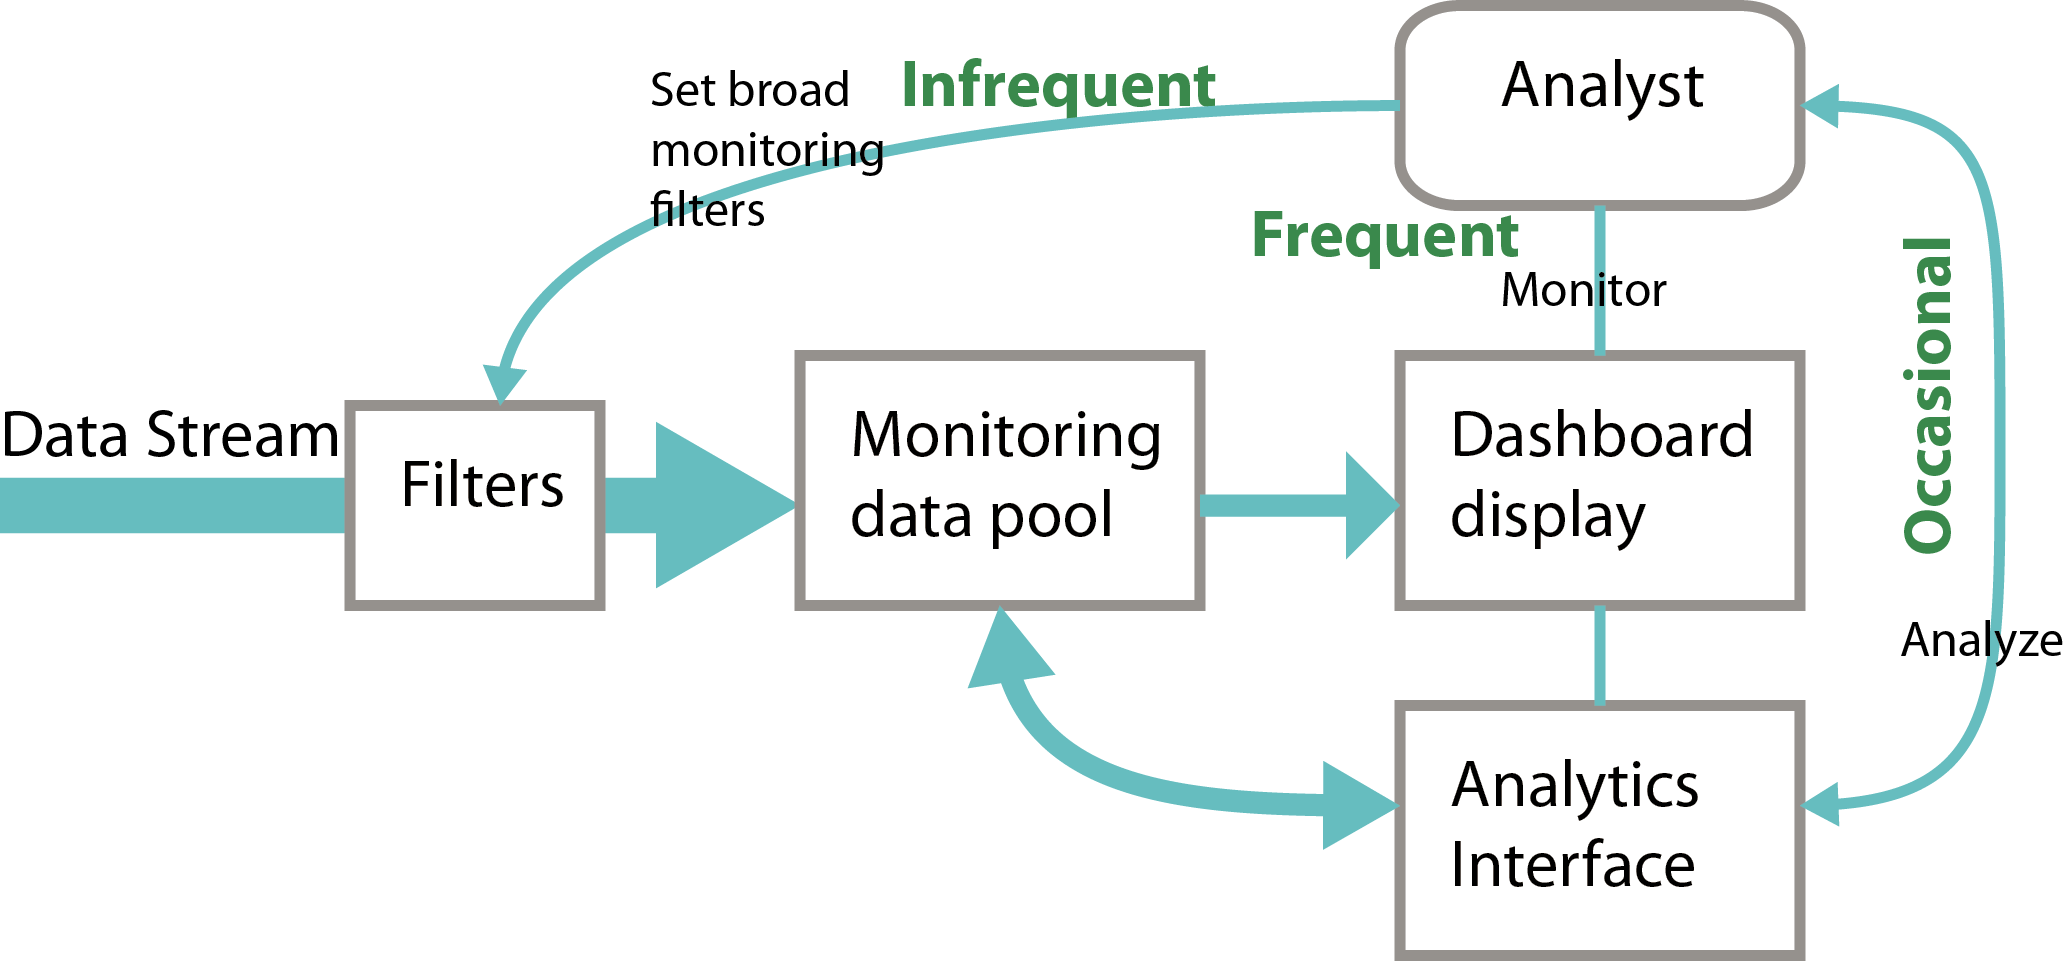 Set broad
monitoring
filters
Infrequent
Analyst
Frequent
Monitor
Occasional
Data Stream
Filters
Monitoring
data pool
Dashboard
display
Analyze
Analytics
Interface